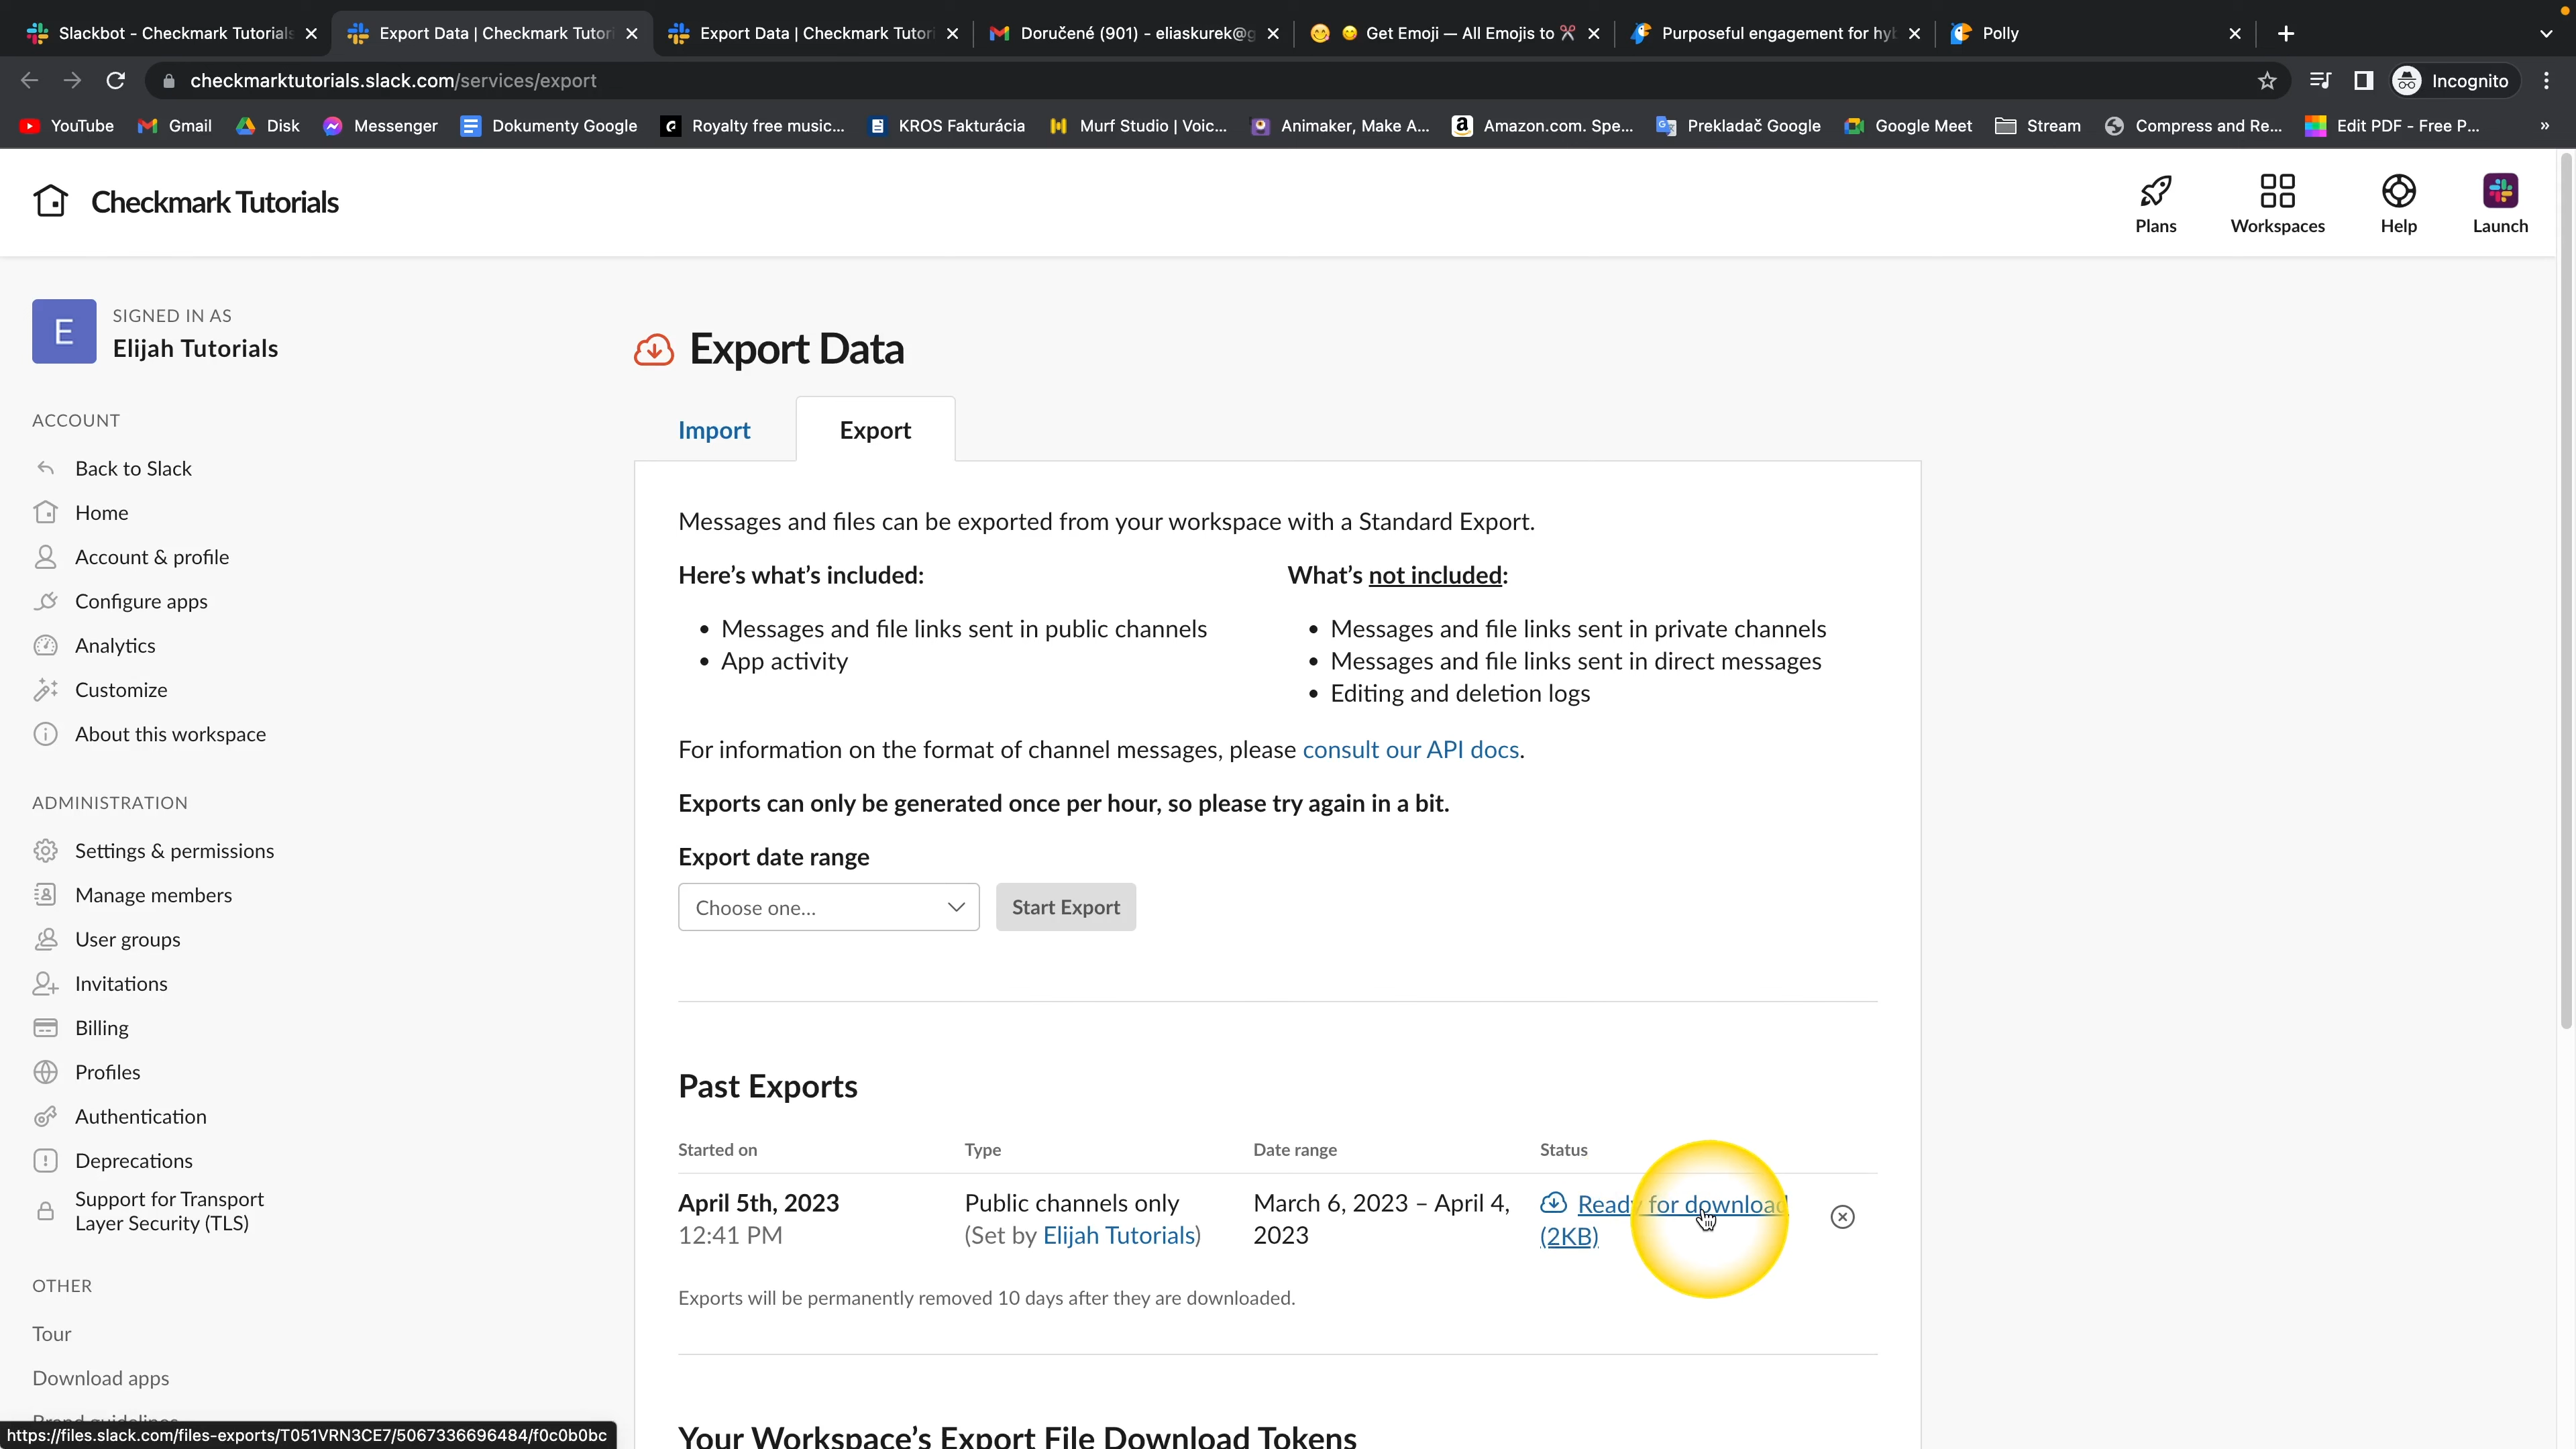 Slackbot - Checkmark Tutorials
Export Data | Checkmark Tutori
Export Data | Checkmark Tutori
Doručené (901) - eliaskurek@g
Get Emoji — All Emojis to ✂
Purposeful engagement for hyb
Polly
checkmarktutorials.slack.com/services/export
Incognito
YouTube
Gmail
Disk
Messenger
Dokumenty Google
Royalty free music...
KROS Fakturácia
Murf Studio | Voic...
Animaker, Make A...
Amazon.com. Spe...
Prekladač Google
Google Meet
Stream
Compress and Re...
Edit PDF - Free P...
»
Checkmark Tutorials
Plans
Workspaces
Help
Launch
E
SIGNED IN AS
Elijah Tutorials
ACCOUNT
Back to Slack
Home
Account & profile
Configure apps
Analytics
Customize
About this workspace
ADMINISTRATION
Settings & permissions
Manage members
User groups
Invitations
Billing
Profiles
Authentication
Deprecations
Support for Transport
Layer Security (TLS)
OTHER
Tour
Download apps
https://files.slack.com/files-exports/T051VRN3CE7/5067336696484/f0c0b0bc
Export Data
Import
Export
Messages and files can be exported from your workspace with a Standard Export.
Here's what's included:
• Messages and file links sent in public channels
• App activity
What's not included:
• Messages and file links sent in private channels
• Messages and file links sent in direct messages
• Editing and deletion logs
For information on the format of channel messages, please consult our API docs.
Exports can only be generated once per hour, so please try again in a bit.
Export date range
Choose one...
Start Export
Past Exports
Started on
Type
Date range
Status
April 5th, 2023
12:41 PM
Public channels only
(Set by Elijah Tutorials)
March 6, 2023 – April 4,
2023
Ready for download
(2KB)
Exports will be permanently removed 10 days after they are downloaded.
Your Workspace's Export File Download Tokens